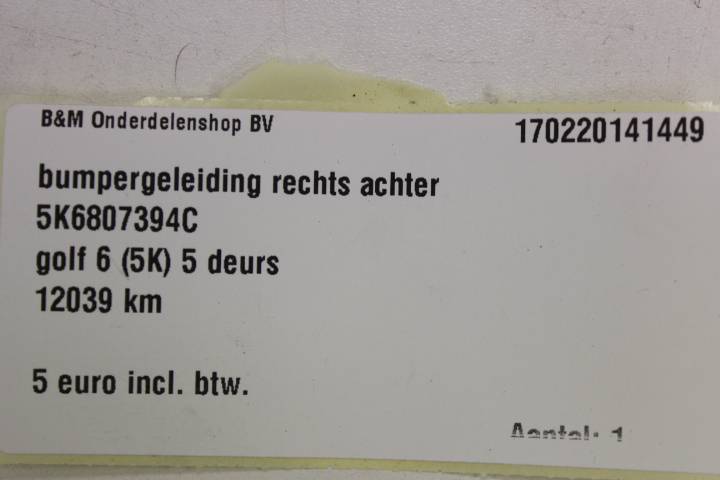 B&M Onderdelenshop BV 170220141449
bumpergeleiding rechts achter
5K6807394C
golf 6 (5K) 5 deurs
12039 km
5 euro incl. btw.
Aantal: 1